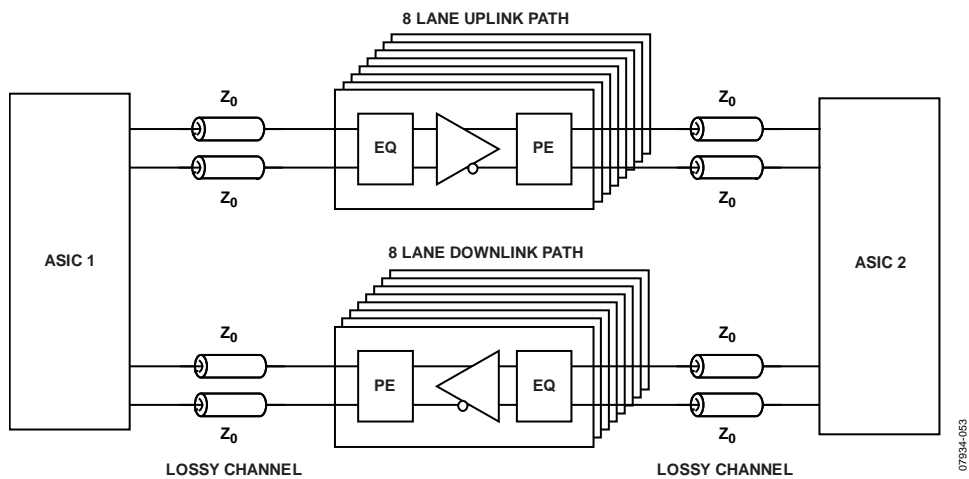 8 LANE UPLINK PATH
Z0 Z0
EQ PE
Z0 Z0
ASIC 1 8 LANE DOWNLINK PATH ASIC 2
Z0 Z0
PE EQ
Z0 Z0
LOSSY CHANNEL LOSSY CHANNEL
07934-053